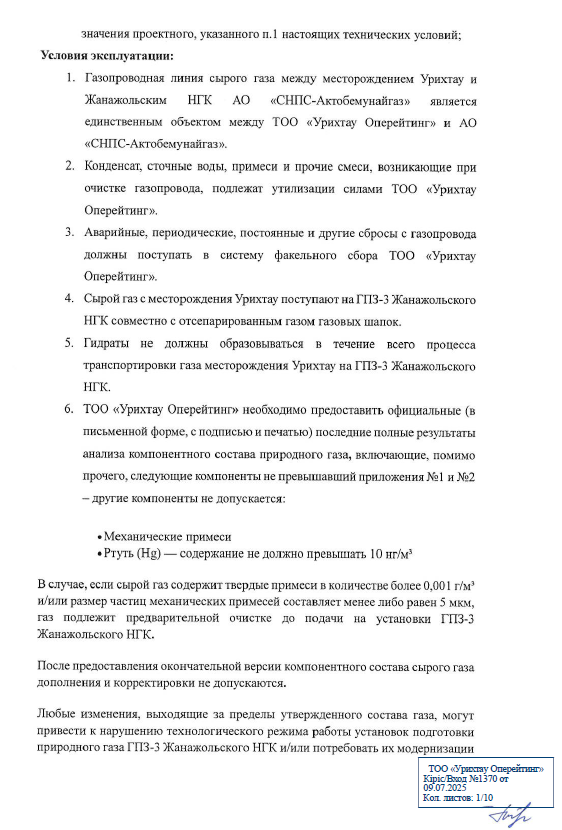 значения проектного, указанного п.1 настоящих технических условий;
Условия эксплуатации:
1. Газопроводная линия сырого газа между месторождением Урихтау и
Жанажольским НГК АО «СНПС-Актобемунайгаз» является
единственным объектом между ТОО «Урихтау Оперейтинг» и АО
«СНПС-Актобемунайгаз».
2. Конденсат, сточные воды, примеси и прочие смеси, возникающие при
очистке газопровода, подлежат утилизации силами ТОО «Урихтау
Оперейтинг».
3. Аварийные, периодические, постоянные и другие сбросы с газопровода
должны поступать в систему факельного сбора ТОО «Урихтау
Оперейтинг».
4. Сырой газ с месторождения Урихтау поступают на ГПЗ-3 Жанажольского
НГК совместно с отсепарированным газом газовых шапок.
5. Гидраты не должны образовываться в течение всего процесса
транспортировки газа месторождения Урихтау на ГПЗ-3 Жанажольского
НГК.
6. ТОО «Урихтау Оперейтинг» необходимо предоставить официальные (в
письменной форме, с подписью и печатью) последние полные результаты
анализа компонентного состава природного газа, включающие, помимо
прочего, следующие компоненты не превышавший приложения №1 и №2
– другие компоненты не допускается:
• Механические примеси
• Ртуть (Hg) — содержание не должно превышать 10 нг/м³
В случае, если сырой газ содержит твердые примеси в количестве более 0,001 г/м³
и/или размер частиц механических примесей составляет менее либо равен 5 мкм,
газ подлежит предварительной очистке до подачи на установки ГПЗ-3
Жанажольского НГК.
После предоставления окончательной версии компонентного состава сырого газа
дополнения и корректировки не допускаются.
Любые изменения, выходящие за пределы утвержденного состава газа, могут
привести к нарушению технологического режима работы установок подготовки
природного газа ГПЗ-3 Жанажольского НГК и/или потребовать их модернизации
ТОО «Урихтау Оперейтинг»
Кіріс/Вход №1370 от
09.07.2025
Кол. листов: 1/10